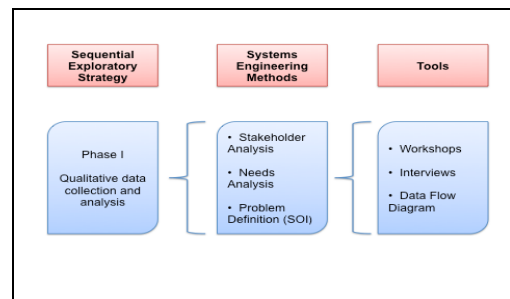 Sequential
Exploratory
Strategy
Systems
Engineering
Methods
Tools
Phase I
Qualitative data
collection and
analysis
• Stakeholder
Analysis
• Needs
Analysis
• Problem
Definition (SOI)
• Workshops
• Interviews
• Data Flow
Diagram